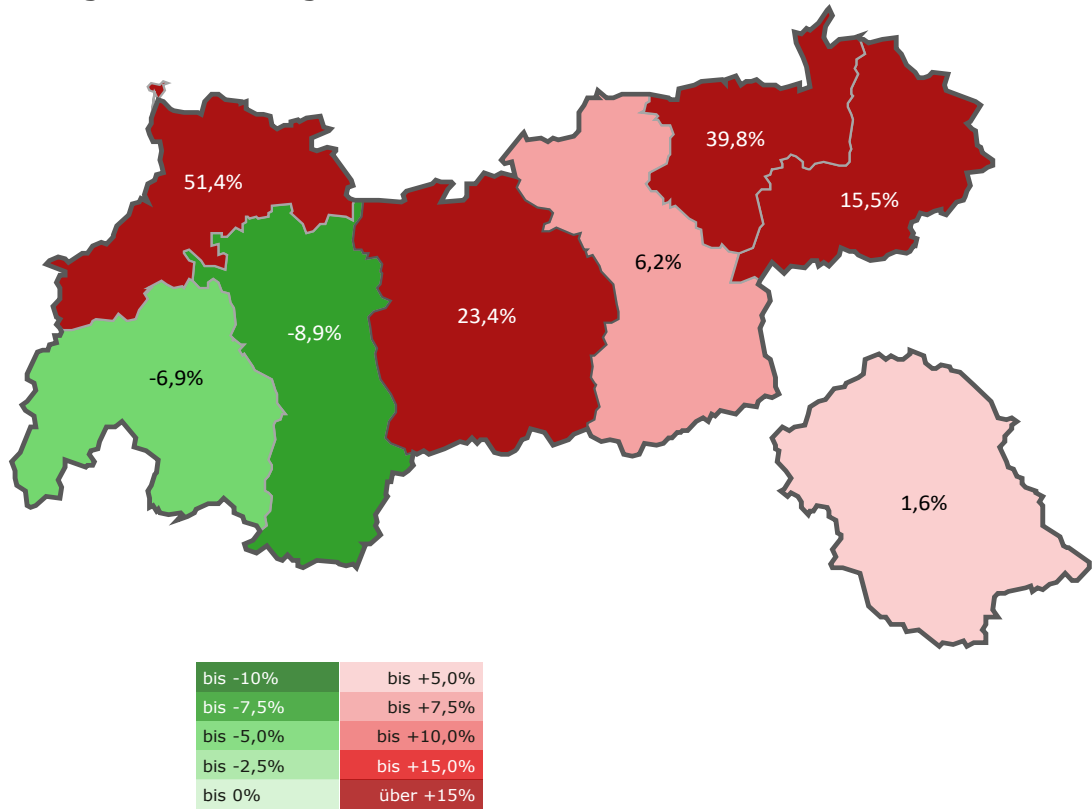 39,8%
51,4%
15,5%
6,2%
23,4%
-8,9%
-6,9%
1,6%
bis -10% bis +5,0%
bis -7,5% bis +7,5%
bis -5,0% bis +10,0%
bis -2,5% bis +15,0%
bis 0% über +15%